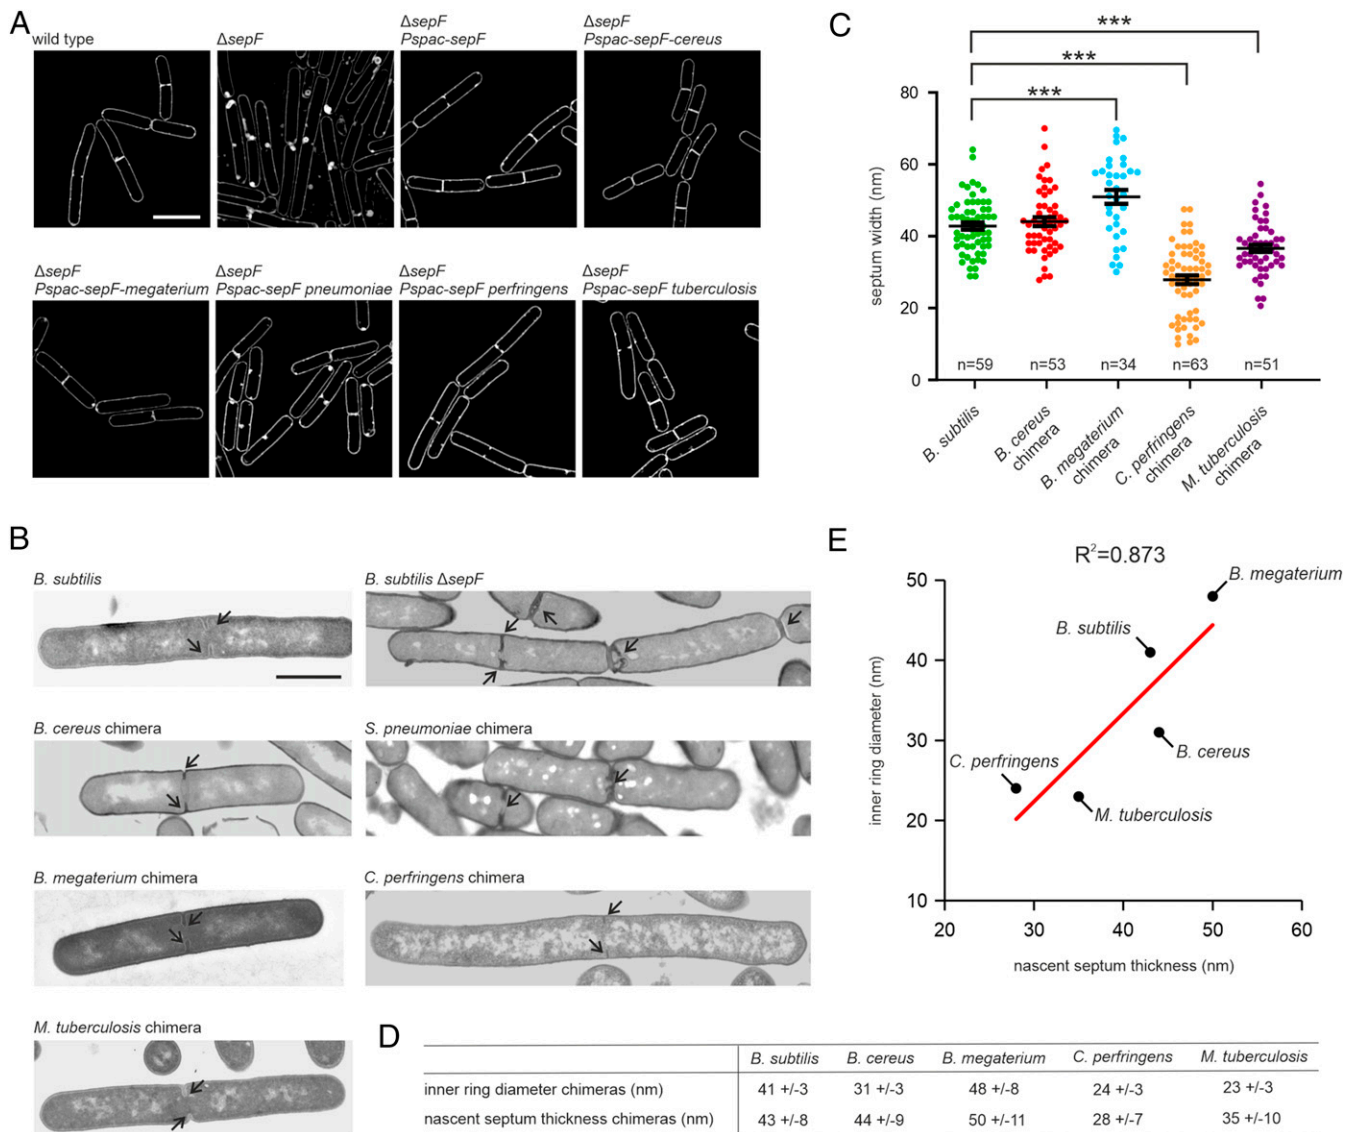 A
wild type
ΔsepF
ΔsepF
Pspac-sepF
ΔsepF
Pspac-sepF-cereus
ΔsepF
Pspac-sepF-megaterium
ΔsepF
Pspac-sepF pneumoniae
ΔsepF
Pspac-sepF perfringens
ΔsepF
Pspac-sepF tuberculosis
B
B. subtilis
B. subtilis ΔsepF
B. cereus chimera
S. pneumoniae chimera
B. megaterium chimera
C. perfringens chimera
M. tuberculosis chimera
C
***
***
***
septum width (nm)
80
60
40
20
0
n=59 n=53 n=34 n=63 n=51
B. subtilis
B. cereus
chimera
B. megaterium
chimera
C. perfringens
chimera
M. tuberculosis
chimera
D
B. subtilis B. cereus B. megaterium C. perfringens M. tuberculosis
inner ring diameter chimeras (nm) 41 +/-3 31 +/-3 48 +/-8 24 +/-3 23 +/-3
nascent septum thickness chimeras (nm) 43 +/-8 44 +/-9 50 +/-11 28 +/-7 35 +/-10
E
R²=0.873
inner ring diameter (nm)
50
40
30
20
10
B. megaterium
B. subtilis
B. cereus
C. perfringens
M. tuberculosis
20 30 40 50 60
nascent septum thickness (nm)